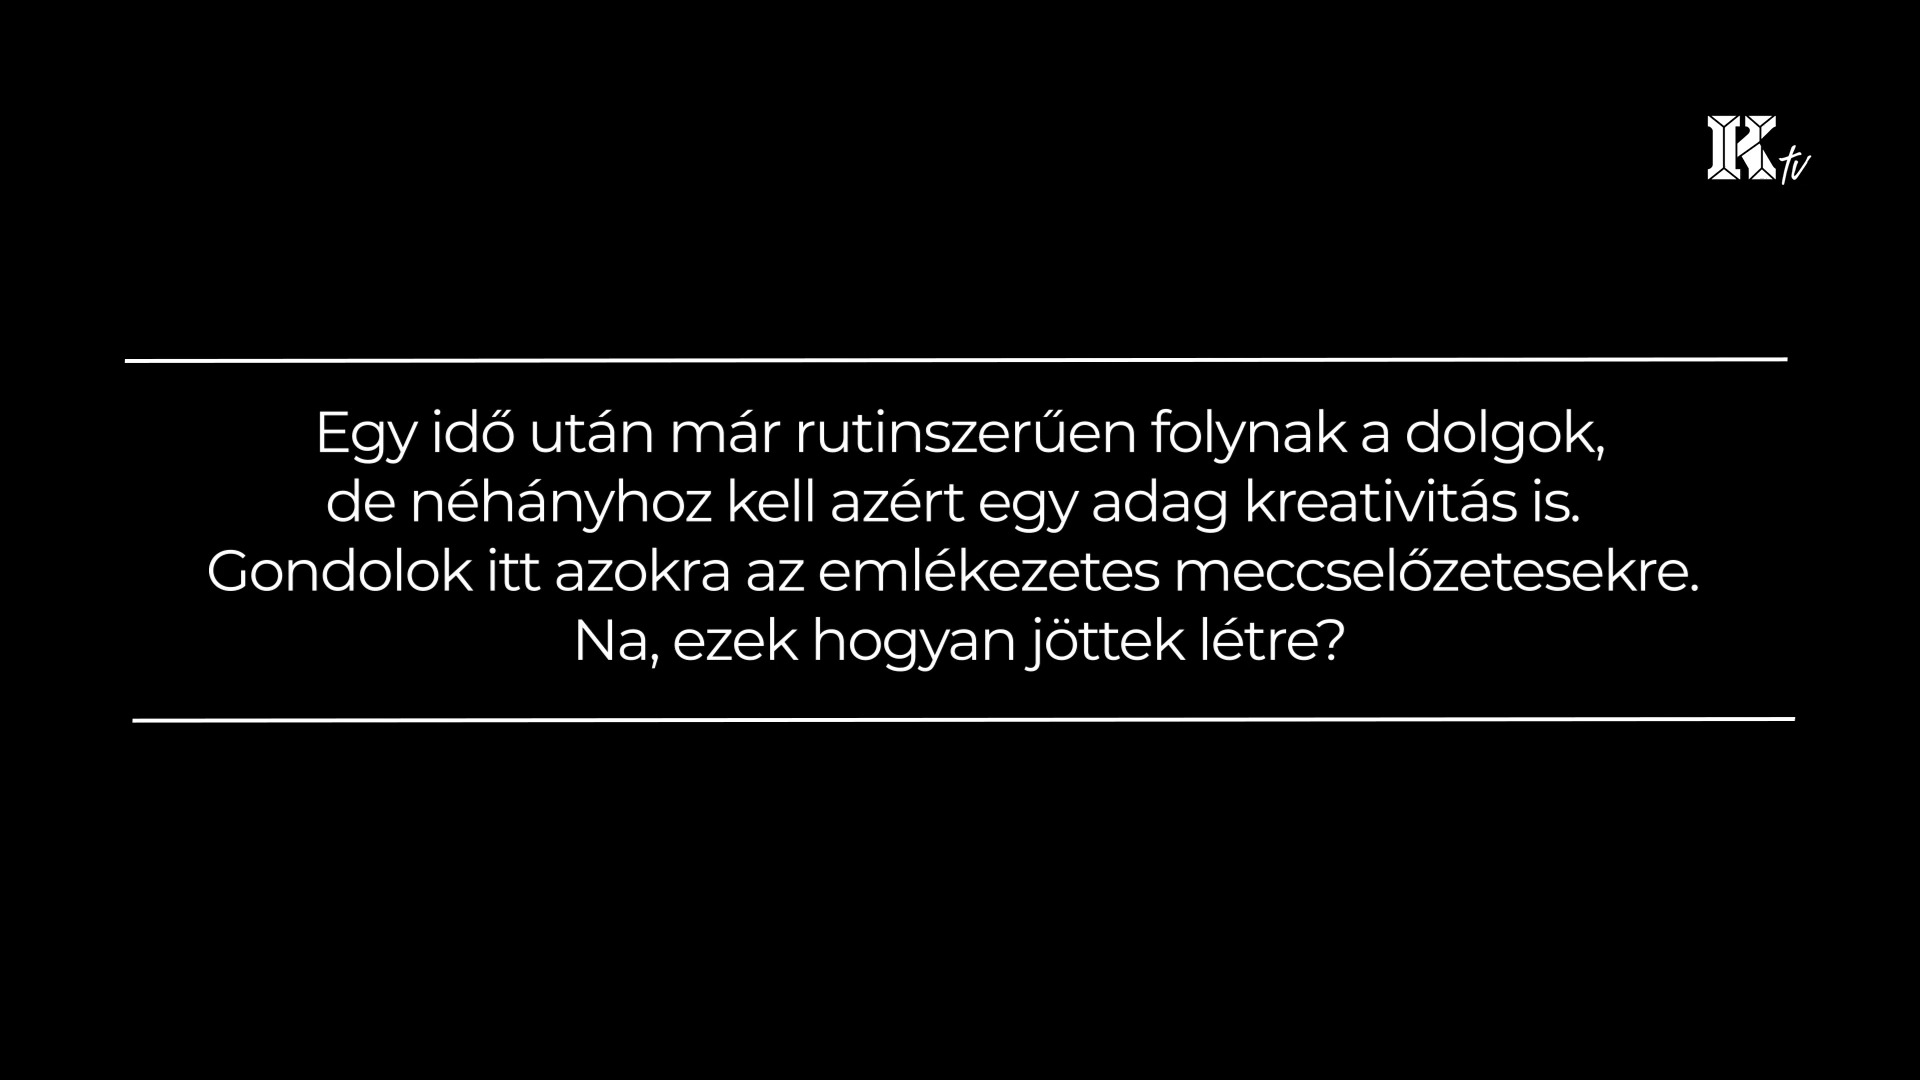 Ktv
Egy idő után már rutinszerűen folynak a dolgok,
de néhányhoz kell azért egy adag kreativitás is.
Gondolok itt azokra az emlékezetes meccselőzetesekre.
Na, ezek hogyan jöttek létre?